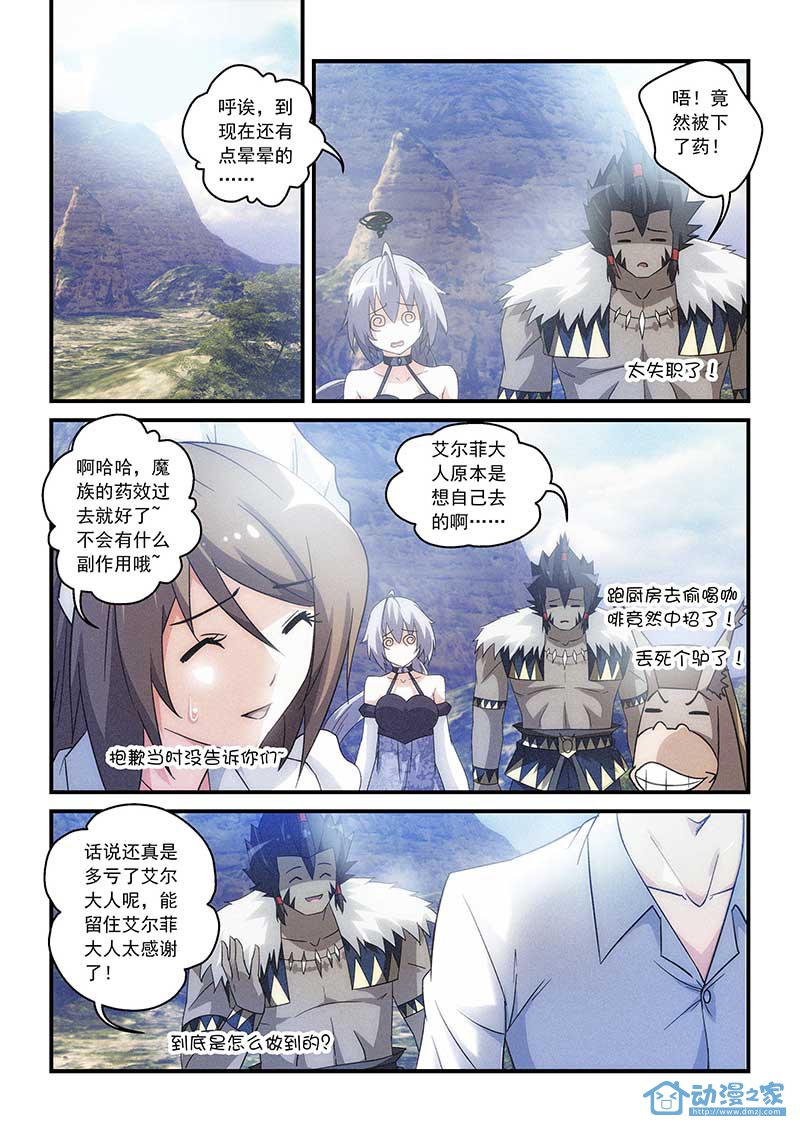 呼诶，到
现在还有
点晕晕的
……
唔！竟
然被下
了药！
太失职了！
啊哈哈，魔
族的药效过
去就好了~
不会有什么
副作用哦~
抱歉当时没告诉你们~
艾尔菲大
人原本是
想自己去
的啊……
跑厨房去偷喝咖
啡竟然中招了！
丢死个驴了！
话说还真是
多亏了艾尔
大人呢，能
留住艾尔菲
大人太感谢
了！
到底是怎么做到的？
动漫之家
http://www.dmzj.com